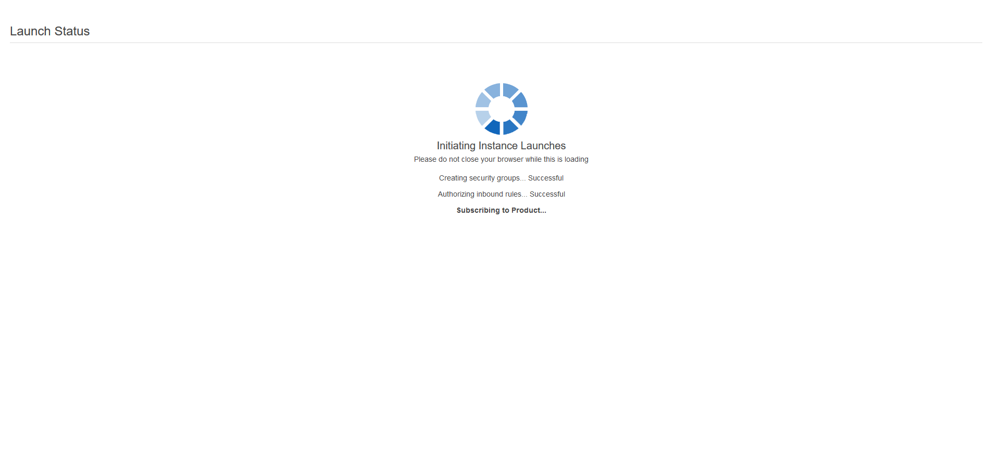 Launch Status
Initiating Instance Launches
Please do not close your browser while this is loading
Creating security groups... Successful
Authorizing inbound rules... Successful
Subscribing to Product...